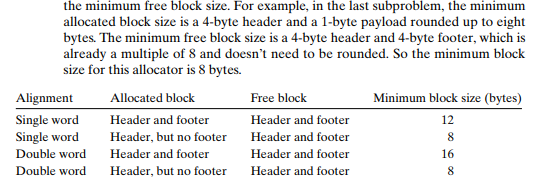 the minimum free block size. For example, in the last subproblem, the minimum
allocated block size is a 4-byte header and a 1-byte payload rounded up to eight
bytes. The minimum free block size is a 4-byte header and 4-byte footer, which is
already a multiple of 8 and doesn't need to be rounded. So the minimum block
size for this allocator is 8 bytes.
Alignment Allocated block Free block Minimum block size (bytes)
Single word Header and footer Header and footer 12
Single word Header, but no footer Header and footer 8
Double word Header and footer Header and footer 16
Double word Header, but no footer Header and footer 8